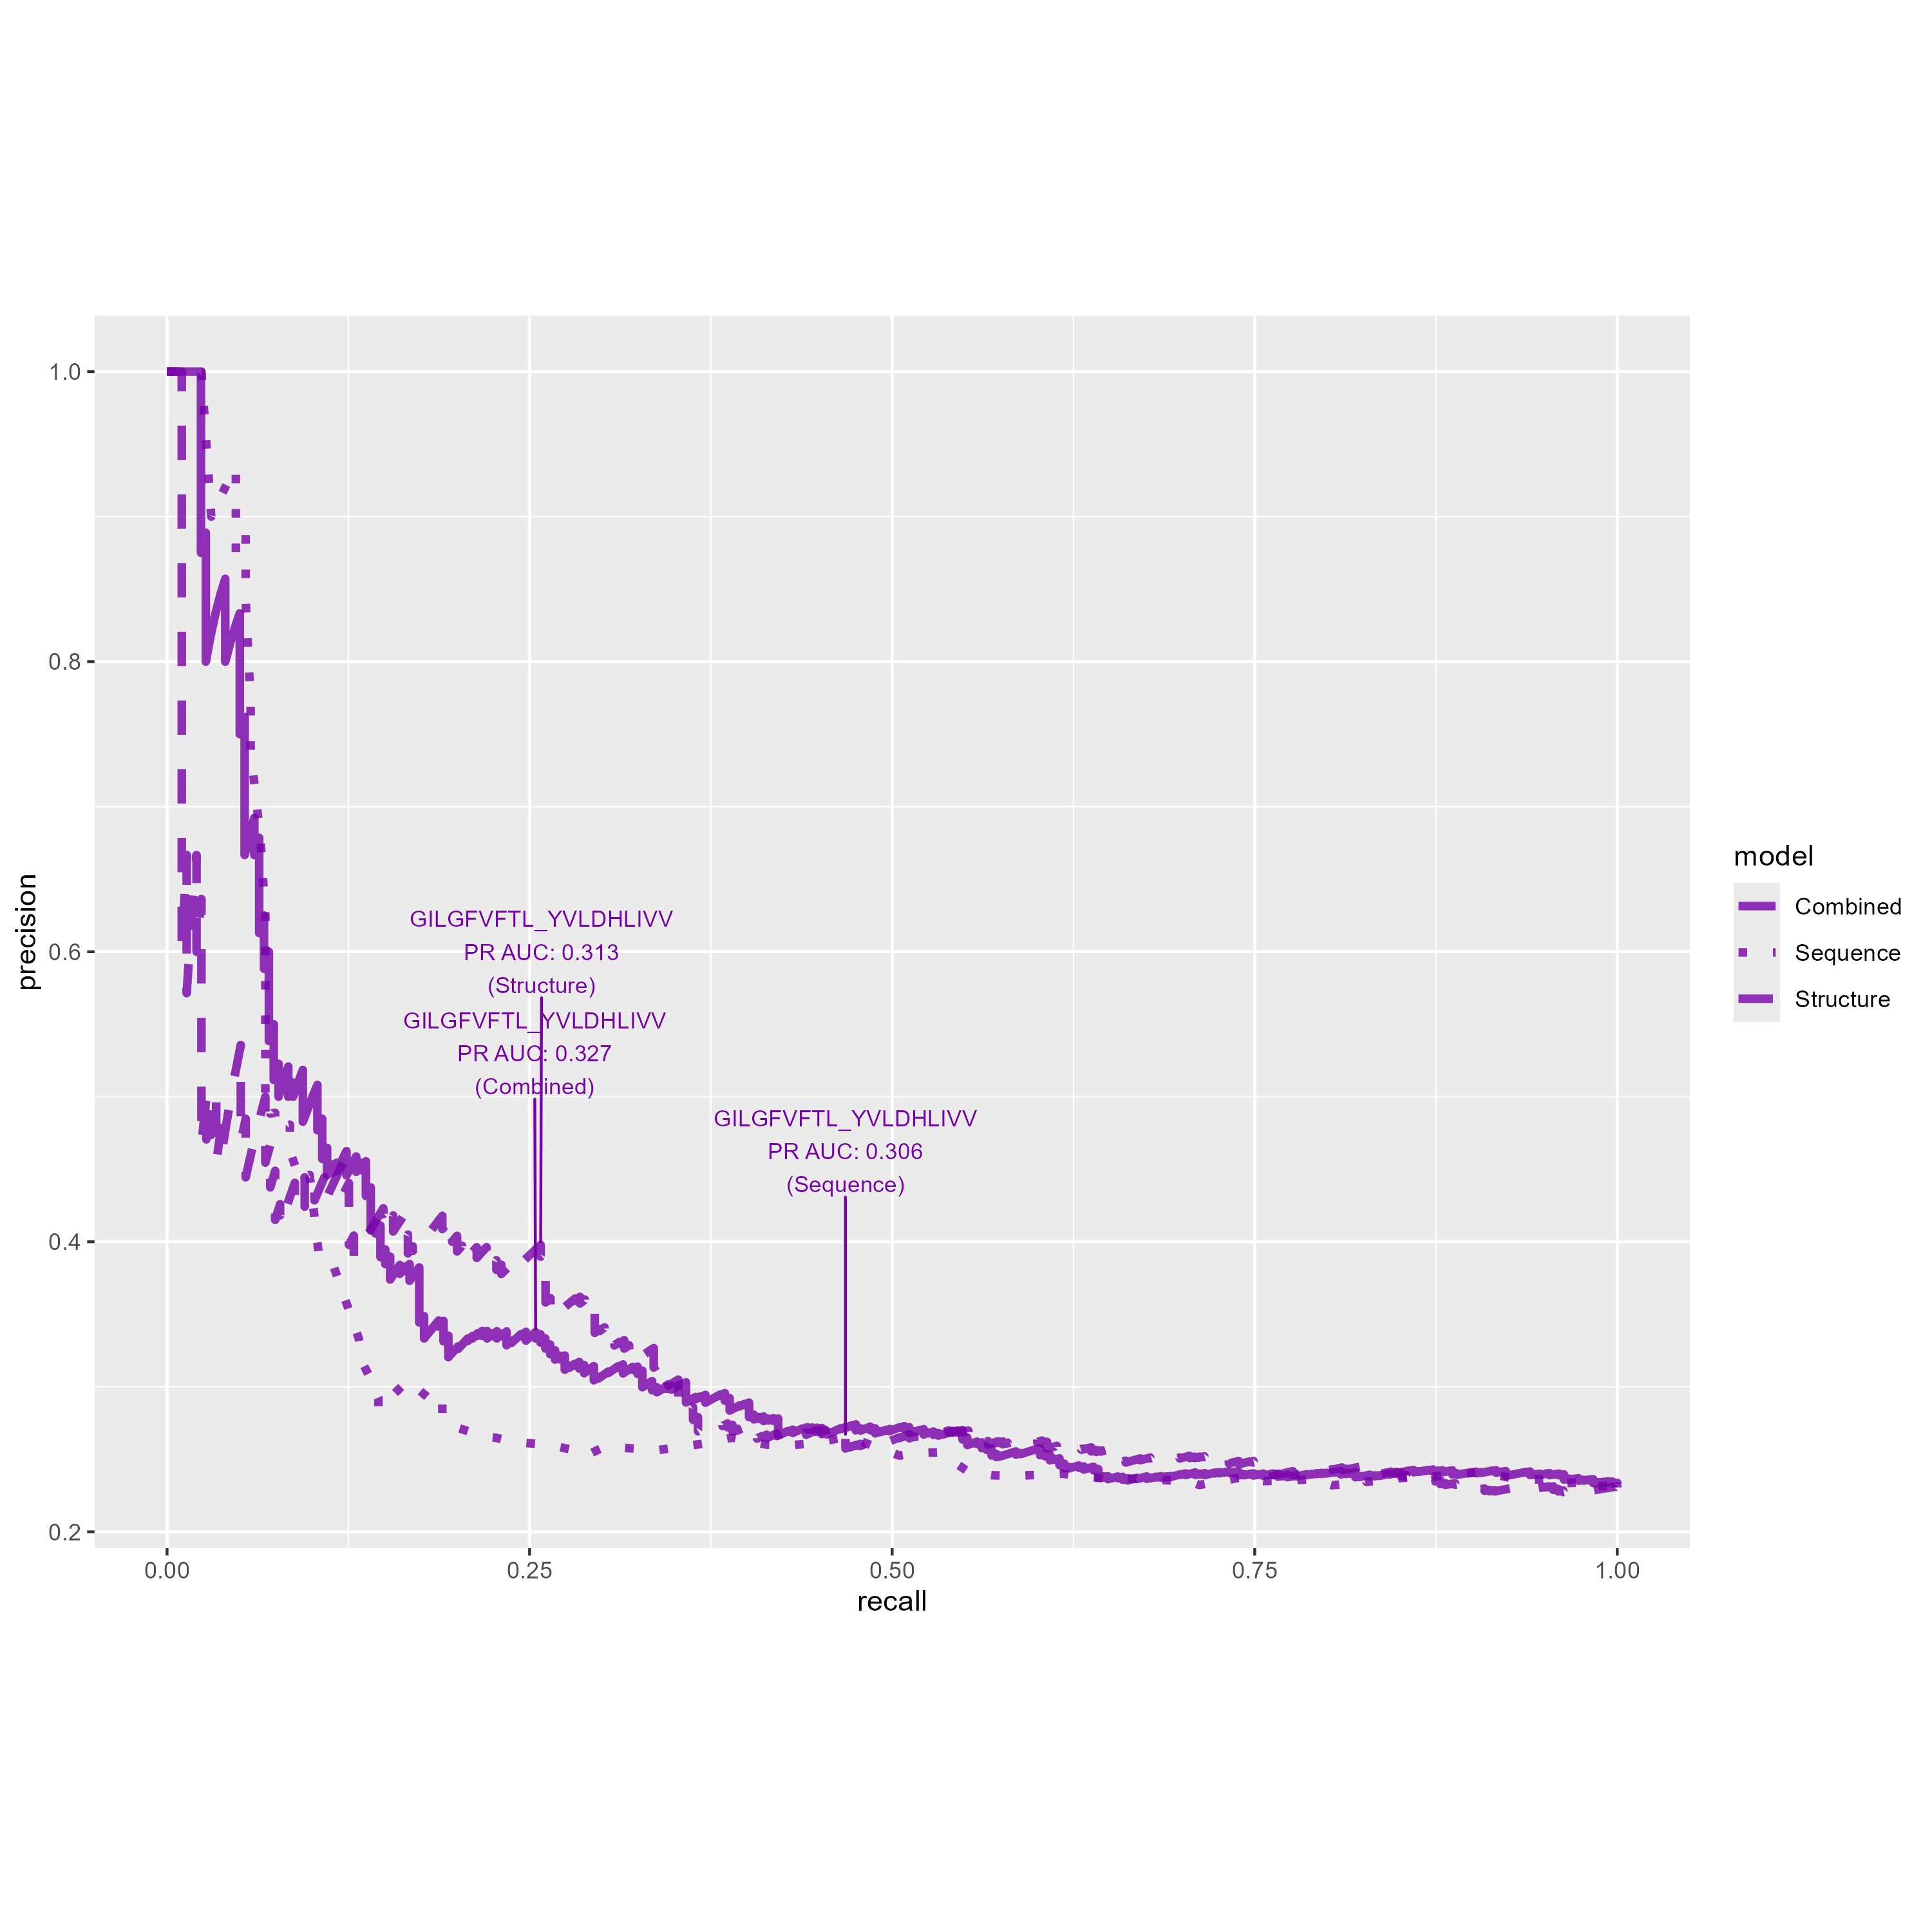 1.0
0.8
0.6
0.4
0.2
precision
GILGFVFTL_YVLDHLIVV
PR AUC: 0.313
(Structure)
GILGFVFTL_YVLDHLIVV
PR AUC: 0.327
(Combined)
GILGFVFTL_YVLDHLIVV
PR AUC: 0.306
(Sequence)
0.00
0.25
0.50
0.75
1.00
recall
model
Combined
Sequence
Structure